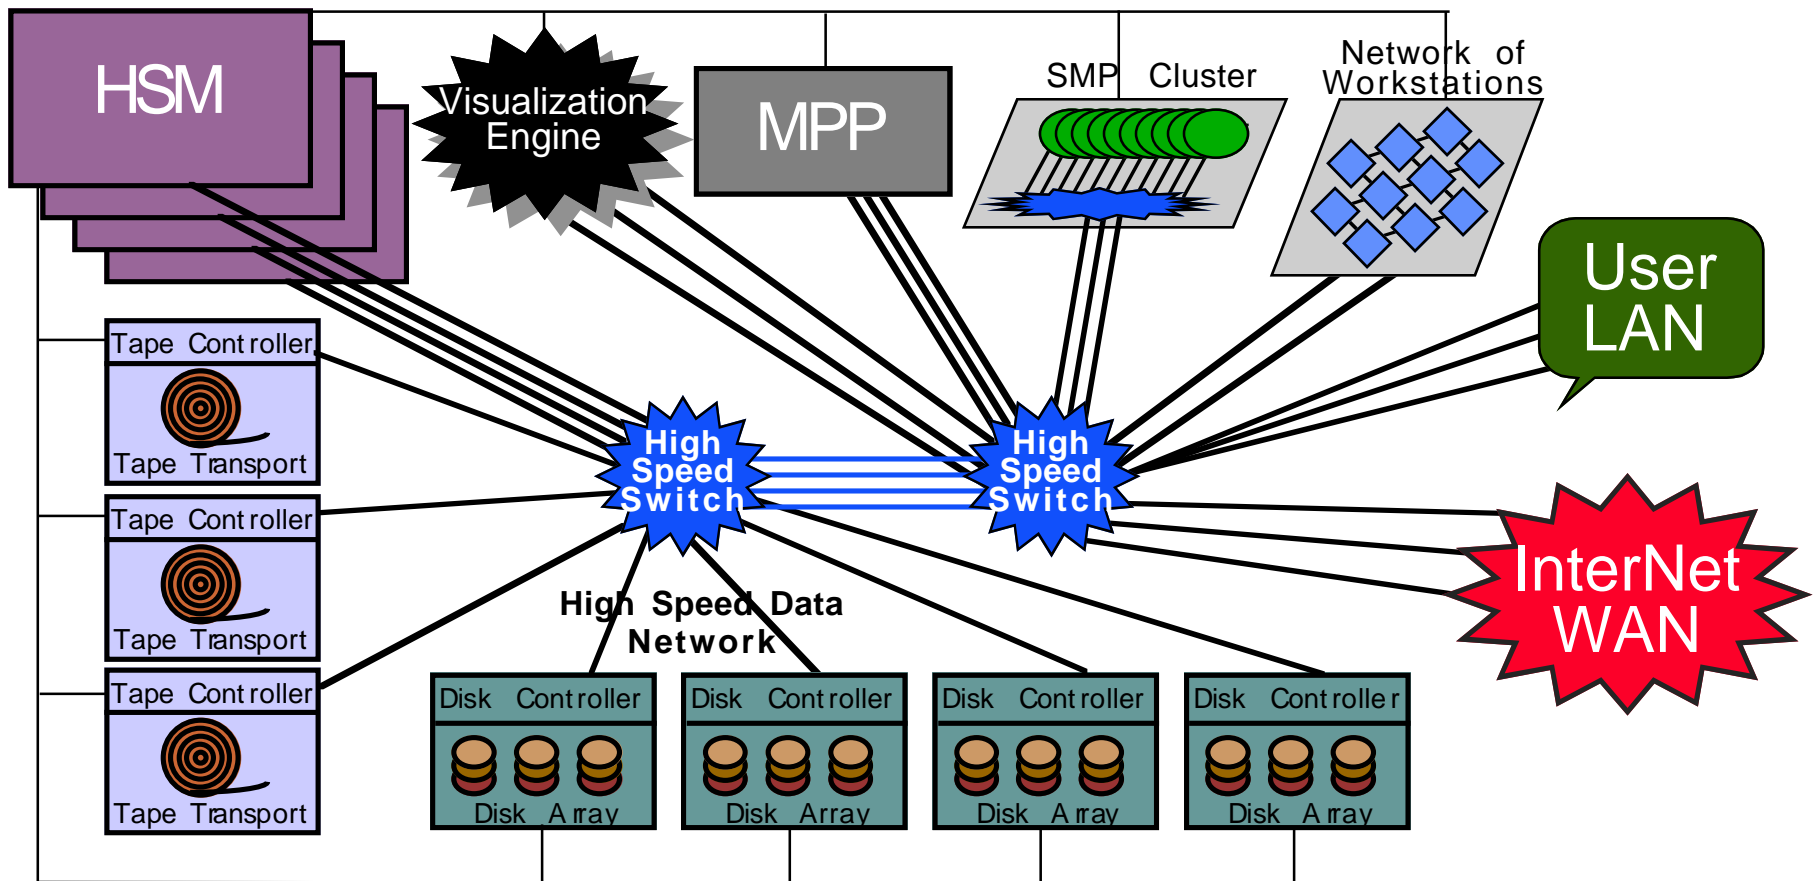 HSM
Visualization
Engine
MPP
SMP Cluster
Network of
Workstations
User
LAN
Tape Controller
Tape Transport
High
Speed
Switch
High
Speed
Switch
Tape Controller
Tape Transport
InterNet
WAN
High Speed Data
Network
Tape Controller
Tape Transport
Disk Controller
Disk Array
Disk Controller
Disk Array
Disk Controller
Disk Array
Disk Controller
Disk Array